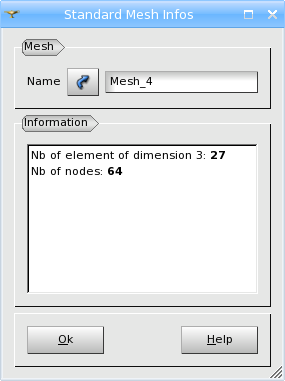 Standard Mesh Infos
Mesh
Name Mesh_4
Information
Nb of element of dimension 3: 27
Nb of nodes: 64
Ok Help